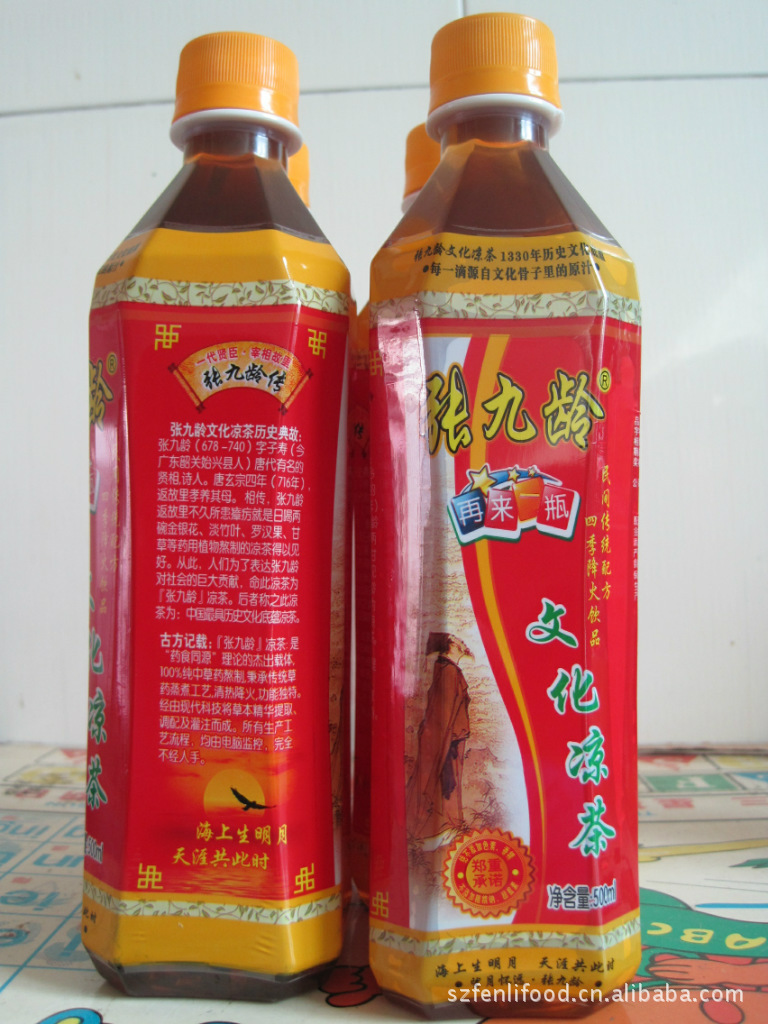 一代贤臣·宰相故里
张九龄传
张九龄文化凉茶历史典故:
张九龄(678-740)字子寿(今
广东韶关始兴县人)唐代有名的
贤相,诗人。唐玄宗四年(716年),
返故里孝养其母。相传,张九龄
返故里不久所患瘴疠就是日喝两
碗金银花、淡竹叶、罗汉果、甘
草等药用植物熬制的凉茶得以见
好。从此,人们为了表达张九龄
对社会的巨大贡献,命此凉茶为
『张九龄』凉茶。后者称之此凉
茶为:中国最具历史文化底蕴凉茶。
古方记载:『张九龄』凉茶:是
“药食同源”理论的杰出载体,
100%纯中草药熬制,秉承传统草
药蒸煮工艺,清热降火,功能独特。
经由现代科技将草本精华提取、
调配及灌注而成。所有生产工
艺流程,均由电脑监控,完全
不经人手。
海上生明月
天涯共此时
龄®
化凉茶
张九龄文化凉茶1330年历史文化
•每一滴源自文化骨子里的原汁•
张九龄®
再来一瓶
民间传统配方
四季降火饮品
文化凉茶
郑重
承诺
净含量:500ml
海上生明月 天涯共此时
明月怀远·张九龄
ABC
szfenlifood.cn.alibaba.com